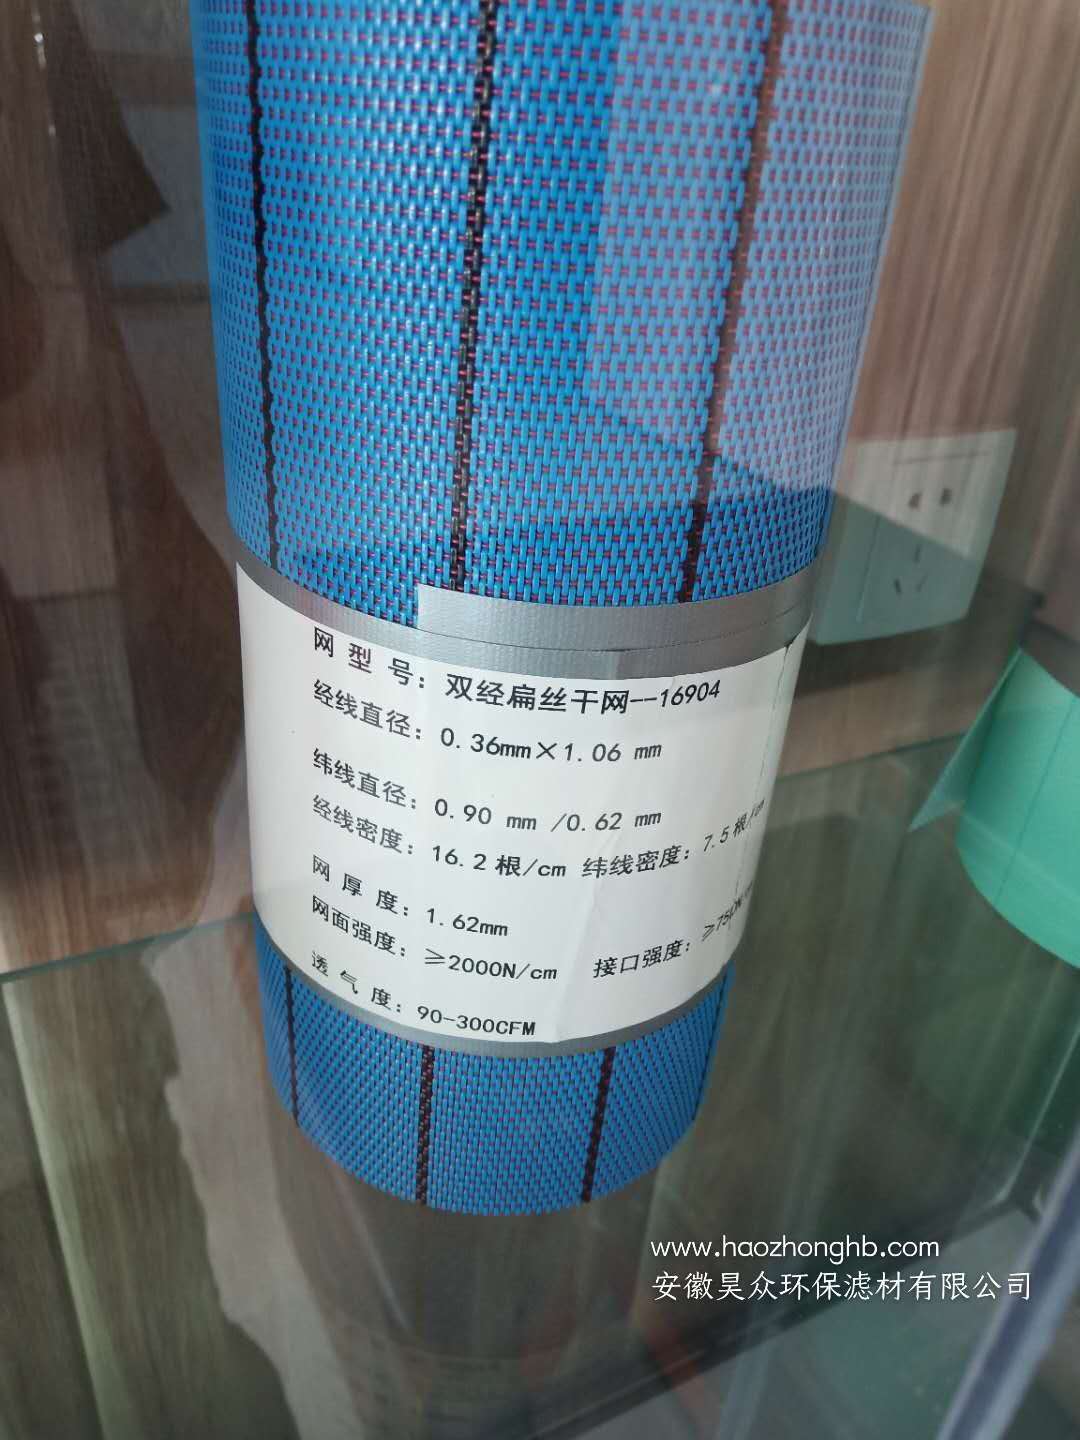 网 型 号：双经扁丝干网--16904
经线直径：0.36mm×1.06 mm
纬线直径：0.90 mm /0.62 mm
经线密度：16.2根/cm 纬线密度：7.5根/cm
网 厚 度：1.62mm
网面强度：≥2000N/cm 接口强度：
透 气 度：90-300CFM
www.haozhonghb.com
安徽昊众环保滤材有限公司